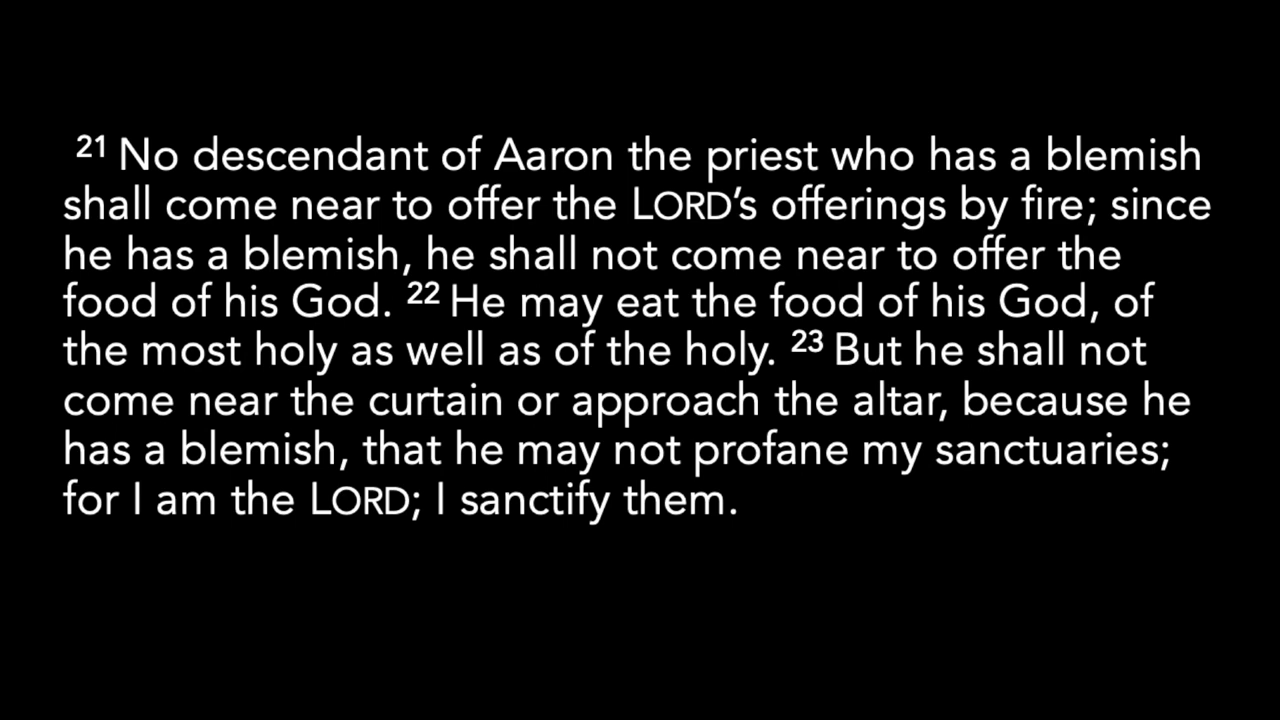 21 No descendant of Aaron the priest who has a blemish
shall come near to offer the LORD’s offerings by fire; since
he has a blemish, he shall not come near to offer the
food of his God. 22 He may eat the food of his God, of
the most holy as well as of the holy. 23 But he shall not
come near the curtain or approach the altar, because he
has a blemish, that he may not profane my sanctuaries;
for I am the LORD; I sanctify them.